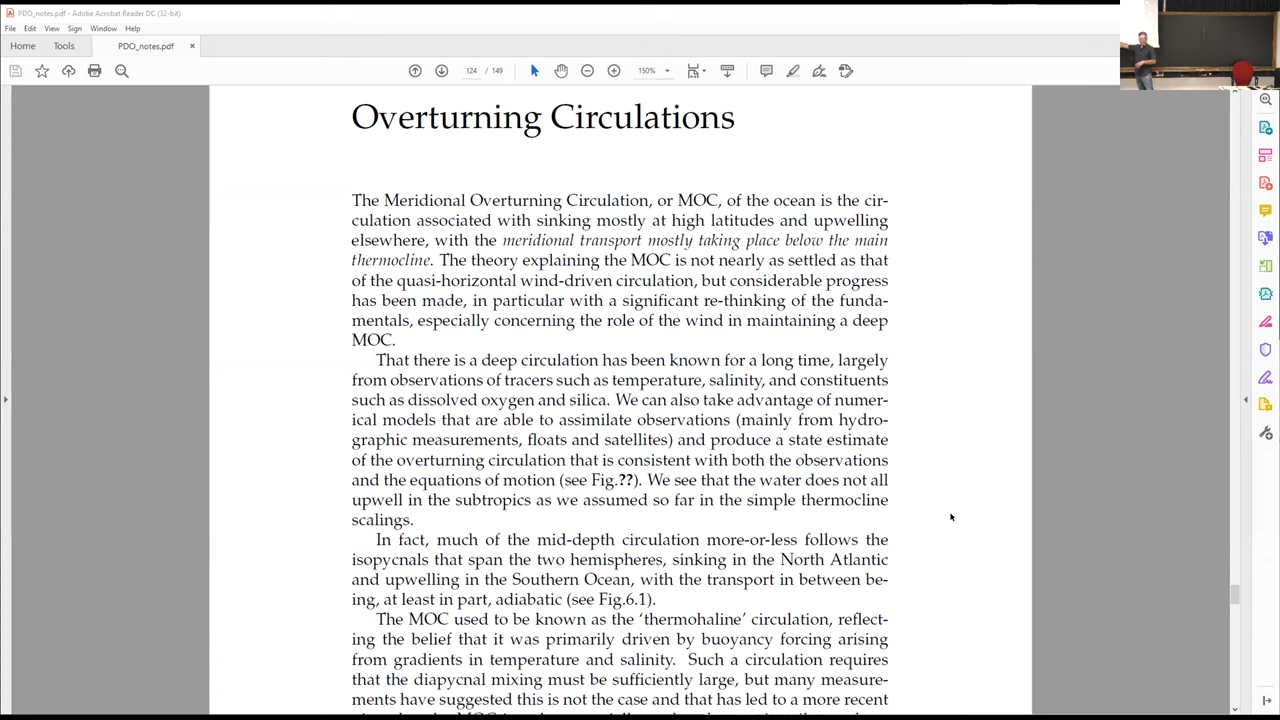 PDO_notes.pdf - Adobe Acrobat Reader DC (32-bit)
File Edit View Sign Window Help
Home Tools PDO_notes.pdf ×
124 / 149 150%
Overturning Circulations
The Meridional Overturning Circulation, or MOC, of the ocean is the cir-
culation associated with sinking mostly at high latitudes and upwelling
elsewhere, with the meridional transport mostly taking place below the main
thermocline. The theory explaining the MOC is not nearly as settled as that
of the quasi-horizontal wind-driven circulation, but considerable progress
has been made, in particular with a significant re-thinking of the funda-
mentals, especially concerning the role of the wind in maintaining a deep
MOC.
That there is a deep circulation has been known for a long time, largely
from observations of tracers such as temperature, salinity, and constituents
such as dissolved oxygen and silica. We can also take advantage of numer-
ical models that are able to assimilate observations (mainly from hydro-
graphic measurements, floats and satellites) and produce a state estimate
of the overturning circulation that is consistent with both the observations
and the equations of motion (see Fig.??). We see that the water does not all
upwell in the subtropics as we assumed so far in the simple thermocline
scalings.
In fact, much of the mid-depth circulation more-or-less follows the
isopycnals that span the two hemispheres, sinking in the North Atlantic
and upwelling in the Southern Ocean, with the transport in between be-
ing, at least in part, adiabatic (see Fig.6.1).
The MOC used to be known as the ‘thermohaline’ circulation, reflect-
ing the belief that it was primarily driven by buoyancy forcing arising
from gradients in temperature and salinity. Such a circulation requires
that the diapycnal mixing must be sufficiently large, but many measure-
ments have suggested this is not the case and that has led to a more recent